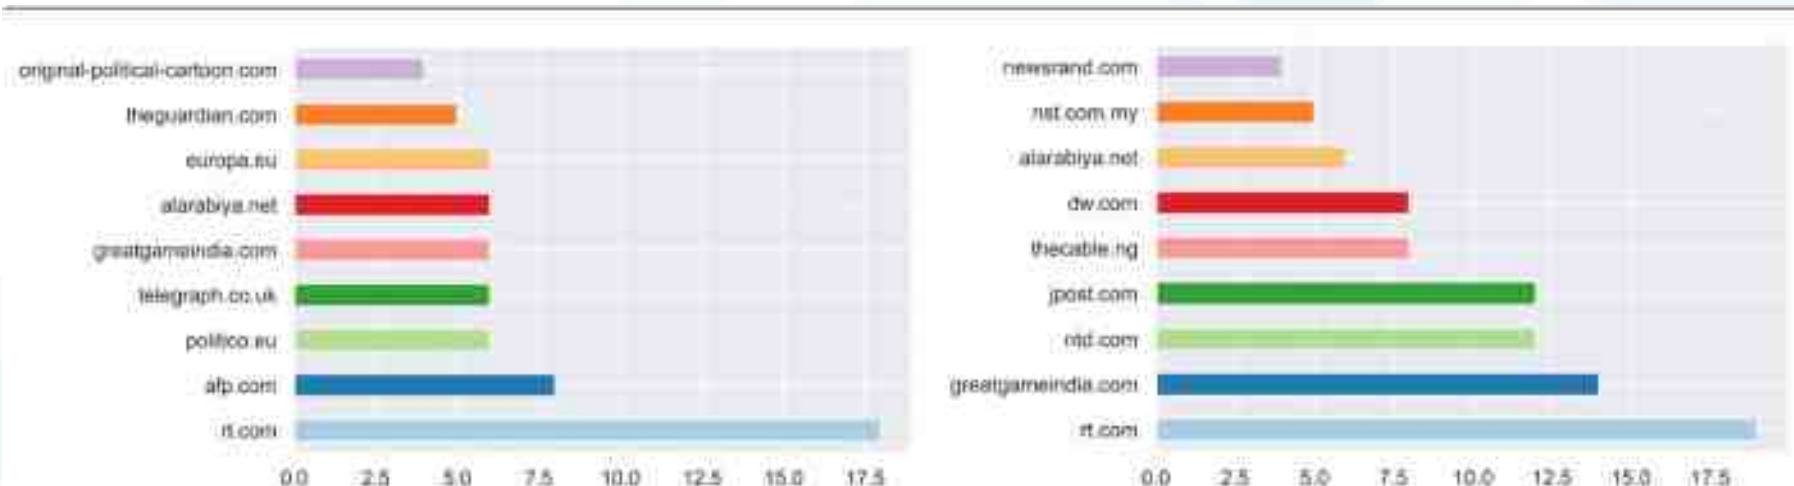 original-political-cartoon.com
theguardian.com
europa.eu
alarabiya.net
greatgameindia.com
telegraph.co.uk
politico.eu
afp.com
rt.com
0.0 2.5 5.0 7.5 10.0 12.5 15.0 17.5
newsrand.com
nst.com.my
alarabiya.net
dw.com
thecable.ng
jpost.com
ntd.com
greatgameindia.com
rt.com
0.0 2.5 5.0 7.5 10.0 12.5 15.0 17.5